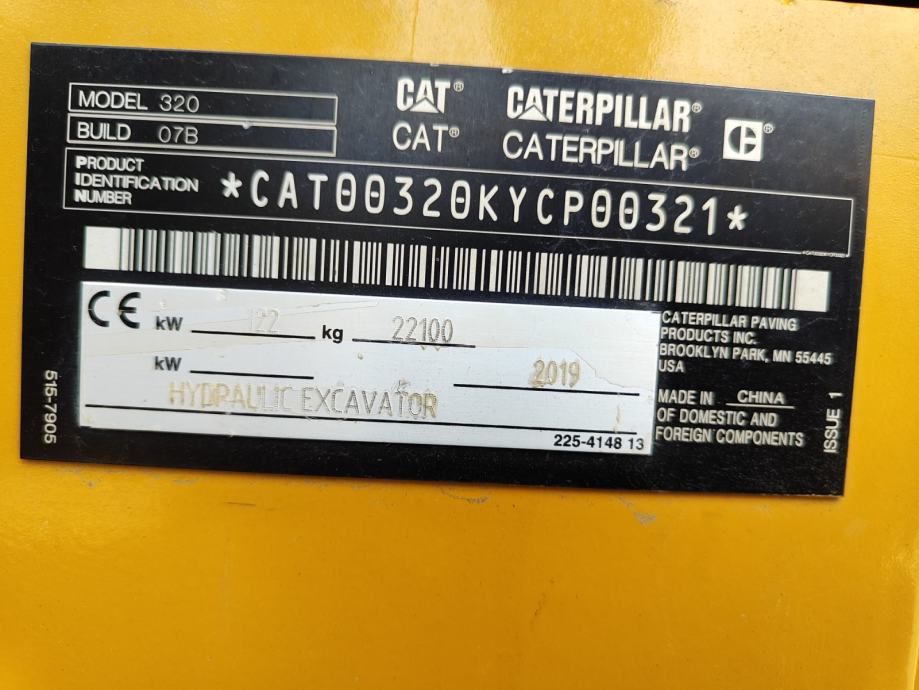 MODEL 320
BUILD 07B
CAT® CATERPILLAR®
CAT® CATERPILLAR®
PRODUCT
IDENTIFICATION
NUMBER
*CAT00320KYCP00321*
CE kW 122 kg 22100
kW 2019
HYDRAULIC EXCAVATOR
225-4148 13
CATERPILLAR PAVING
PRODUCTS INC.
BROOKLYN PARK, MN 55445
USA
MADE IN CHINA
OF DOMESTIC AND
FOREIGN COMPONENTS
515-7905
ISSUE 1